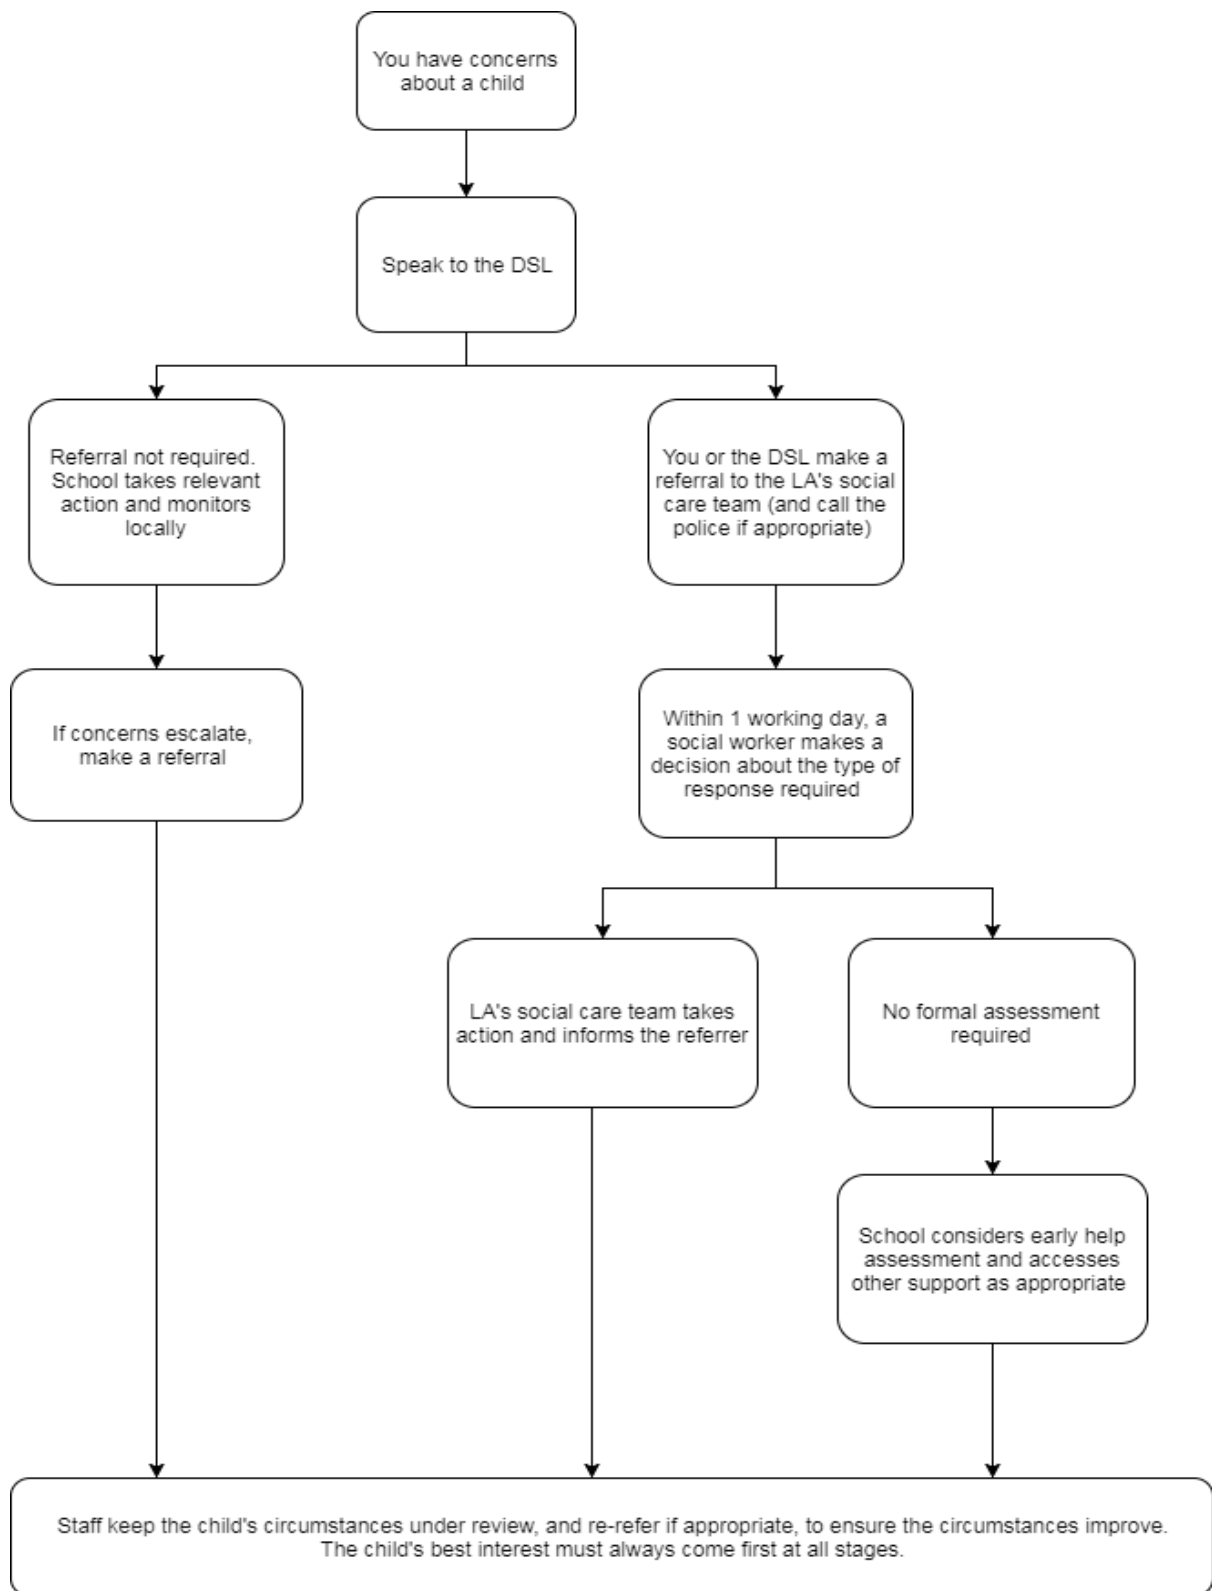 You have concerns
about a child
Speak to the DSL
Referral not required.
School takes relevant
action and monitors
locally
You or the DSL make a
referral to the LA's social
care team (and call the
police if appropriate)
If concerns escalate,
make a referral
Within 1 working day, a
social worker makes a
decision about the type of
response required
LA's social care team takes
action and informs the referrer
No formal assessment
required
School considers early help
assessment and accesses
other support as appropriate
Staff keep the child's circumstances under review, and re-refer if appropriate, to ensure the circumstances improve.
The child's best interest must always come first at all stages.